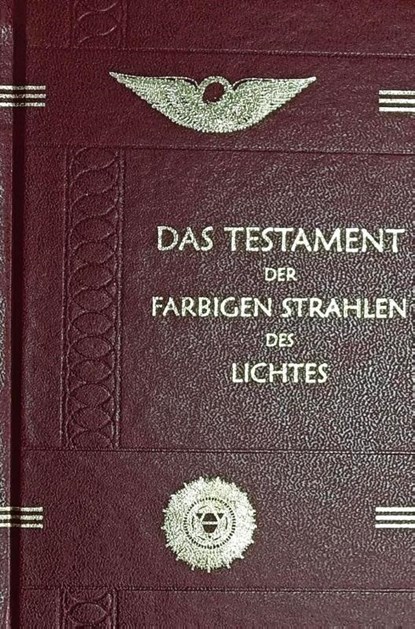 DAS TESTAMENT
DER
FARBIGEN STRAHLEN
DES
LICHTES